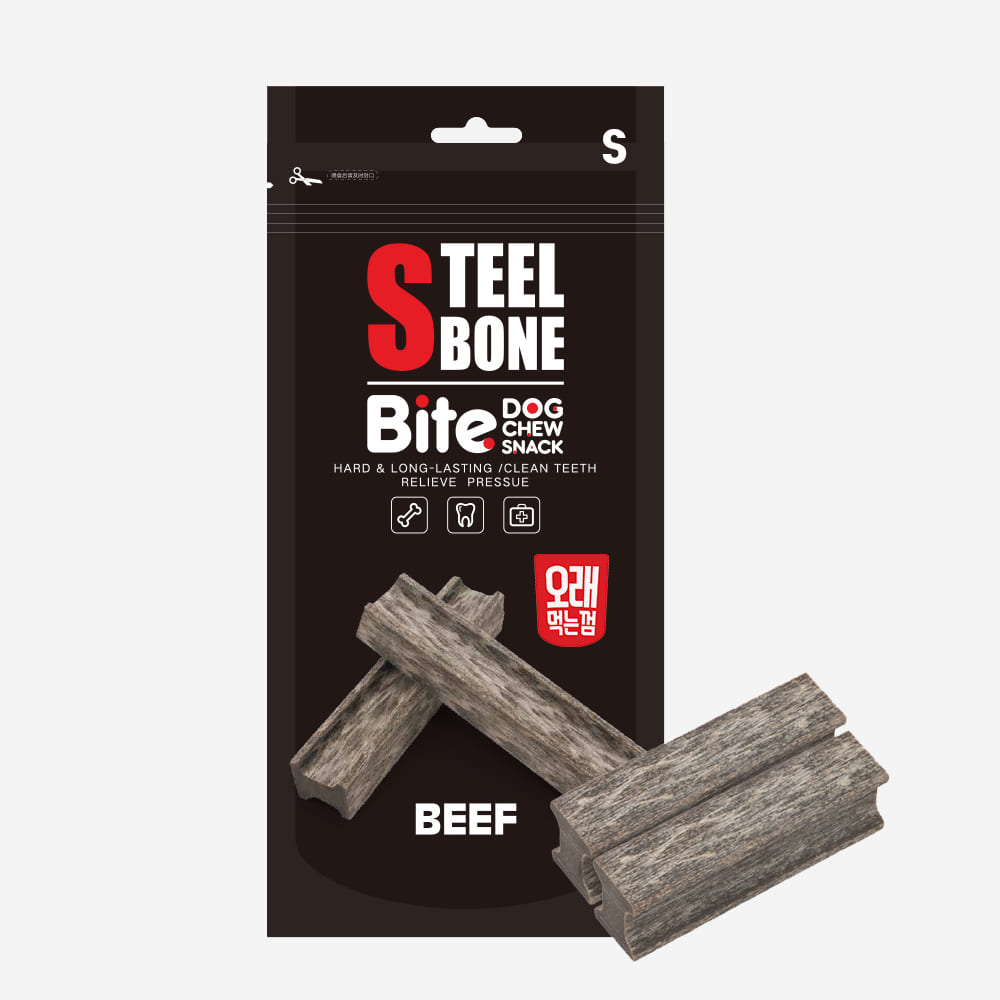 S
STEEL
BONE
Bite DOG
CHEW
SNACK
HARD & LONG-LASTING /CLEAN TEETH
RELIEVE PRESSUE
오래
먹는껌
BEEF